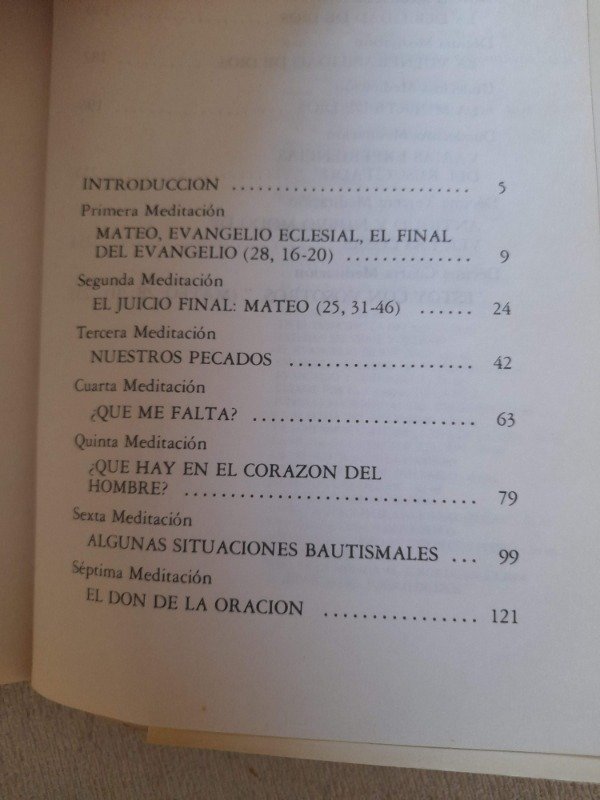 INTRODUCCION .............................. 5
Primera Meditación
MATEO, EVANGELIO ECLESIAL, EL FINAL
DEL EVANGELIO (28, 16-20) ................ 9
Segunda Meditación
EL JUICIO FINAL: MATEO (25, 31-46) ...... 24
Tercera Meditación
NUESTROS PECADOS ..................... 42
Cuarta Meditación
¿QUE ME FALTA? ......................... 63
Quinta Meditación
¿QUE HAY EN EL CORAZON DEL
HOMBRE? ................................ 79
Sexta Meditación
ALGUNAS SITUACIONES BAUTISMALES ... 99
Séptima Meditación
EL DON DE LA ORACION ................. 121